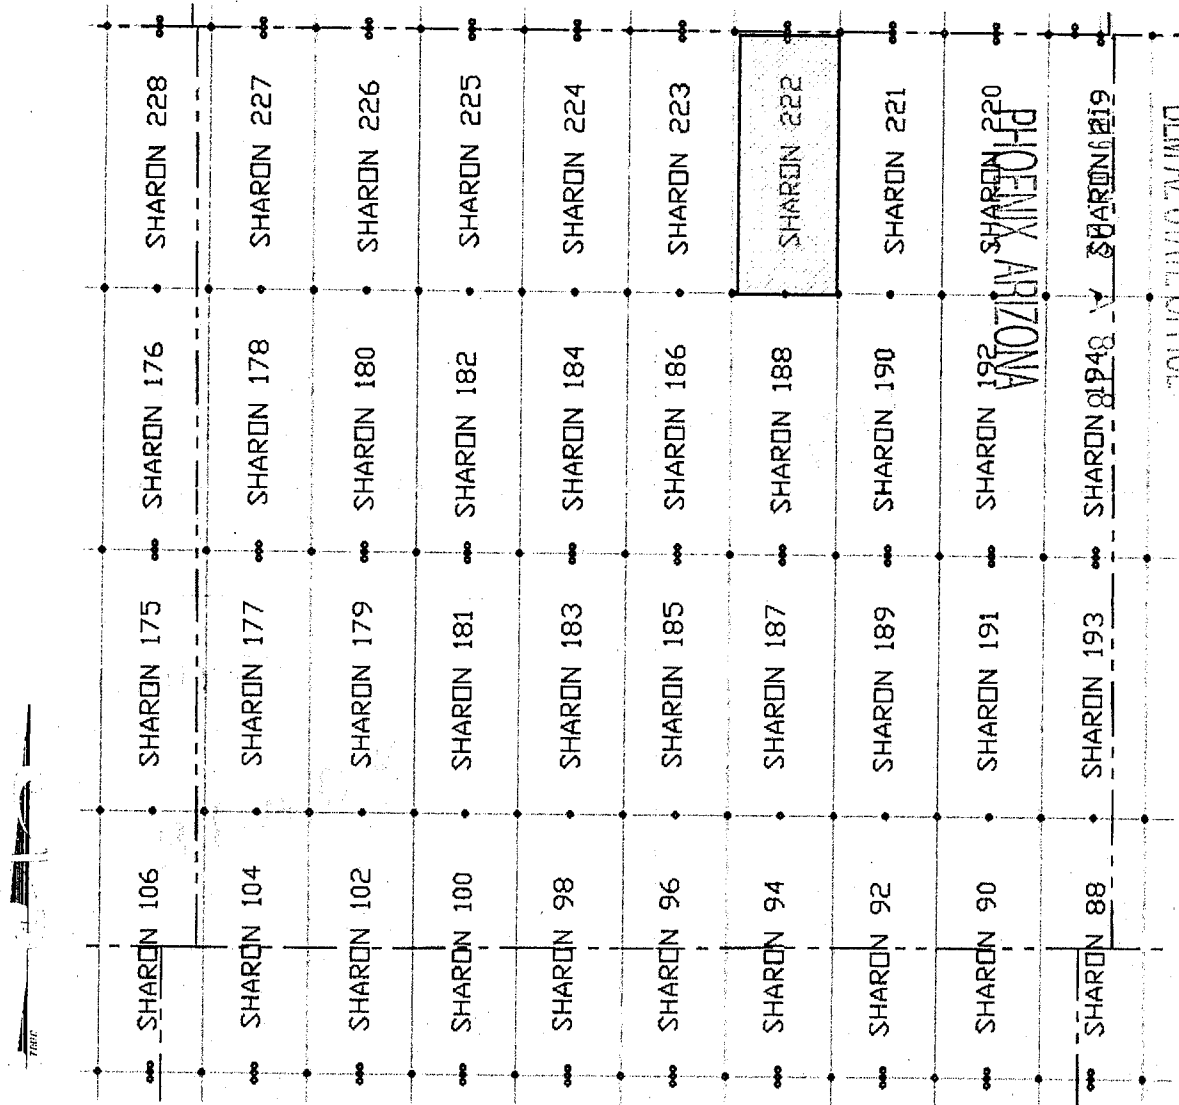 SHARON 228
SHARON 227
SHARON 226
SHARON 225
SHARON 224
SHARON 223
SHARON 222
SHARON 221
SHARON 220
SHARON 219
PHOENIX ARIZONA
SHARON 176
SHARON 178
SHARON 180
SHARON 182
SHARON 184
SHARON 186
SHARON 188
SHARON 190
SHARON 192
SHARON 194
SHARON 175
SHARON 177
SHARON 179
SHARON 181
SHARON 183
SHARON 185
SHARON 187
SHARON 189
SHARON 191
SHARON 193
SHARON 106
SHARON 104
SHARON 102
SHARON 100
SHARON 98
SHARON 96
SHARON 94
SHARON 92
SHARON 90
SHARON 88